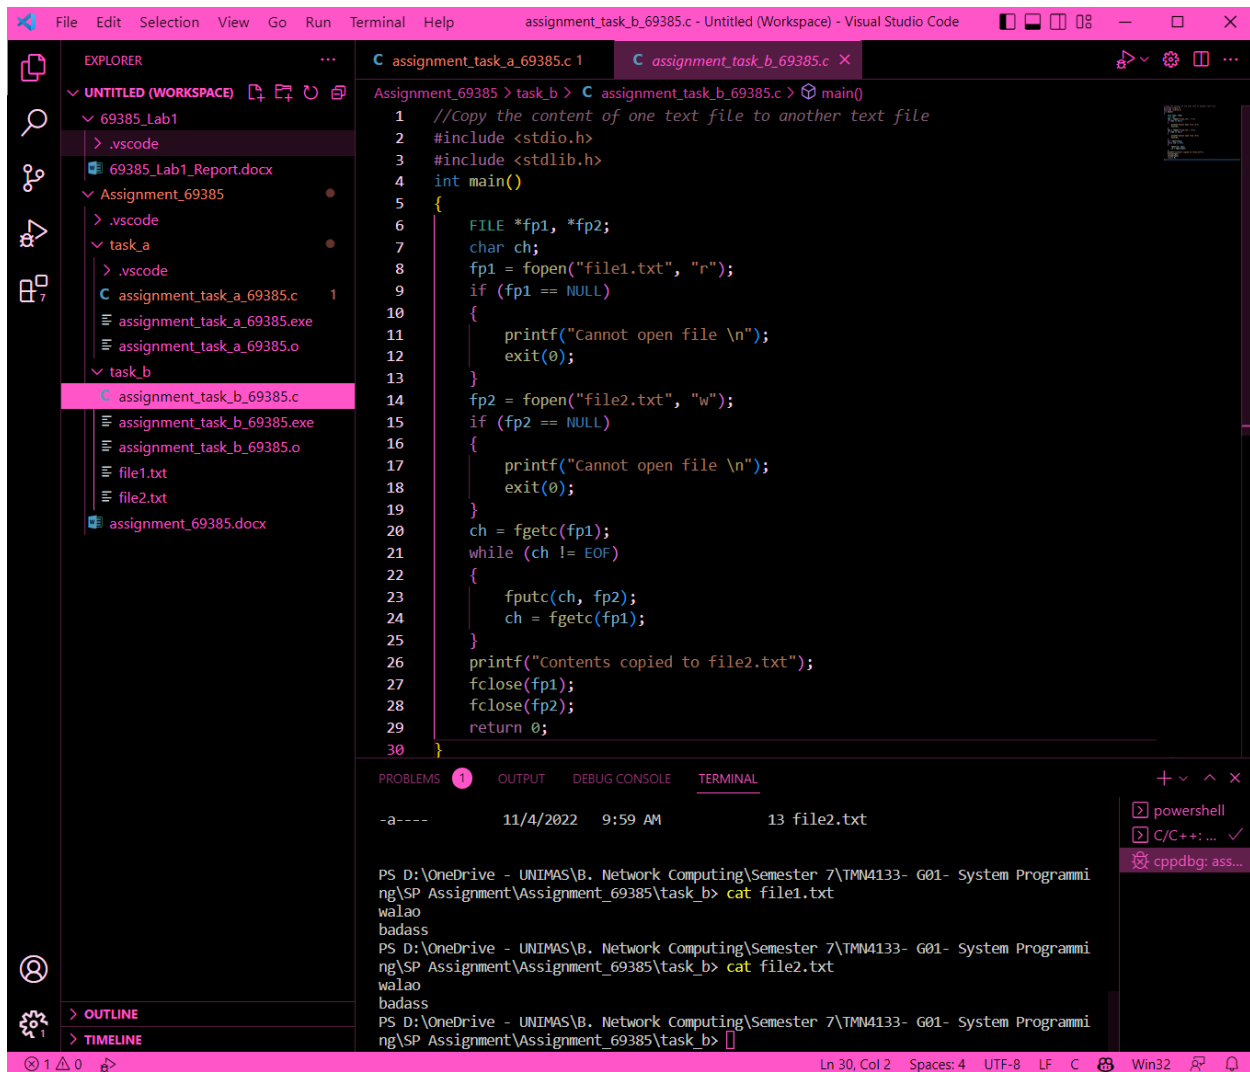 File Edit Selection View Go Run Terminal Help assignment_task_b_69385.c - Untitled (Workspace) - Visual Studio Code
EXPLORER
UNTITLED (WORKSPACE)
69385_Lab1
.vscode
69385_Lab1_Report.docx
Assignment_69385
.vscode
task_a
.vscode
assignment_task_a_69385.c 1
assignment_task_a_69385.exe
assignment_task_a_69385.o
task_b
C assignment_task_b_69385.c
assignment_task_b_69385.exe
assignment_task_b_69385.o
file1.txt
file2.txt
assignment_69385.docx
OUTLINE
TIMELINE
7
1
C assignment_task_a_69385.c 1 C assignment_task_b_69385.c
Assignment_69385 > task_b > C assignment_task_b_69385.c > main()
1 //Copy the content of one text file to another text file
2 #include <stdio.h>
3 #include <stdlib.h>
4 int main()
5 {
6 FILE *fp1, *fp2;
7 char ch;
8 fp1 = fopen("file1.txt", "r");
9 if (fp1 == NULL)
10 {
11 printf("Cannot open file \n");
12 exit(0);
13 }
14 fp2 = fopen("file2.txt", "w");
15 if (fp2 == NULL)
16 {
17 printf("Cannot open file \n");
18 exit(0);
19 }
20 ch = fgetc(fp1);
21 while (ch != EOF)
22 {
23 fputc(ch, fp2);
24 ch = fgetc(fp1);
25 }
26 printf("Contents copied to file2.txt");
27 fclose(fp1);
28 fclose(fp2);
29 return 0;
30 }
PROBLEMS 1 OUTPUT DEBUG CONSOLE TERMINAL
-a---- 11/4/2022 9:59 AM 13 file2.txt
PS D:\OneDrive - UNIMAS\B. Network Computing\Semester 7\TMN4133- G01- System Programmi
ng\SP Assignment\Assignment_69385\task_b> cat file1.txt
walao
badass
PS D:\OneDrive - UNIMAS\B. Network Computing\Semester 7\TMN4133- G01- System Programmi
ng\SP Assignment\Assignment_69385\task_b> cat file2.txt
walao
badass
PS D:\OneDrive - UNIMAS\B. Network Computing\Semester 7\TMN4133- G01- System Programmi
ng\SP Assignment\Assignment_69385\task_b>
powershell
C/C++: ...
cppdbg: ass...
1 0 Ln 30, Col 2 Spaces: 4 UTF-8 LF C Win32